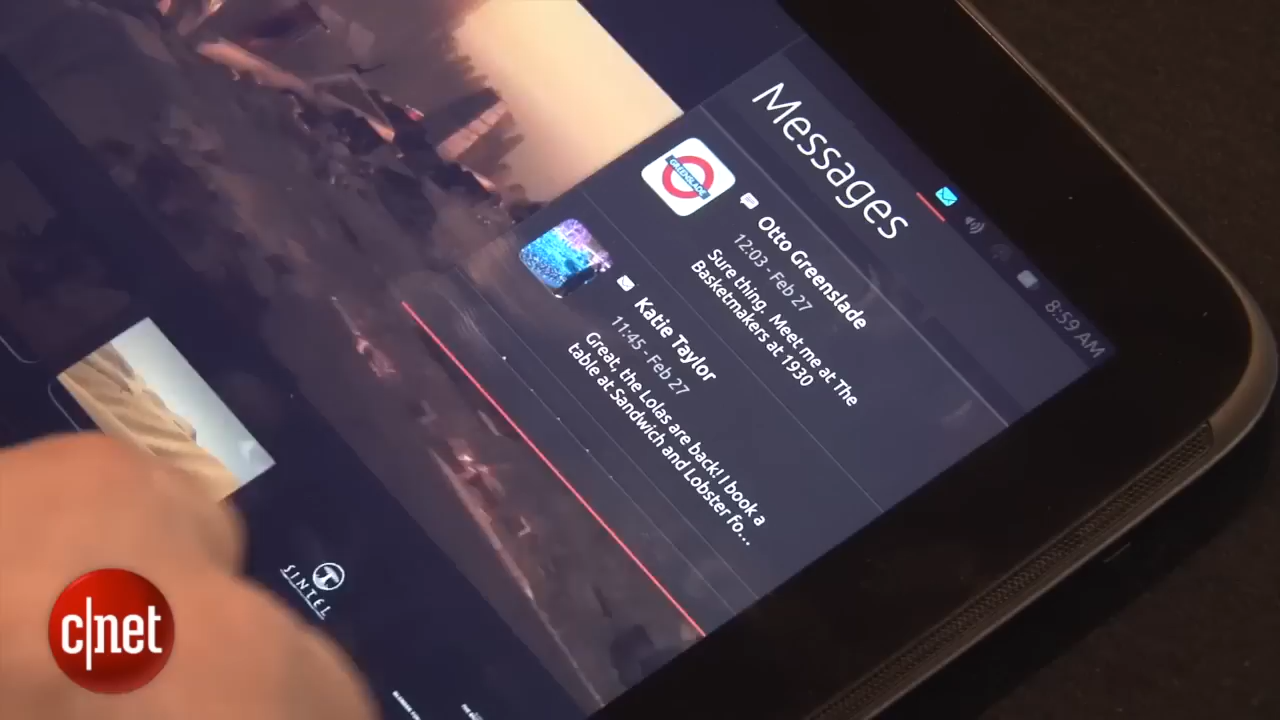 8:59 AM
Messages
GREENSLADE
Otto Greenslade
12:03 - Feb 27
Sure thing. Meet me at The
Basketmakers at 1930
Katie Taylor
11:45 - Feb 27
Great, the Lolas are back! I book a
table at Sandwich and Lobster Fo...
SINTEL
c|net